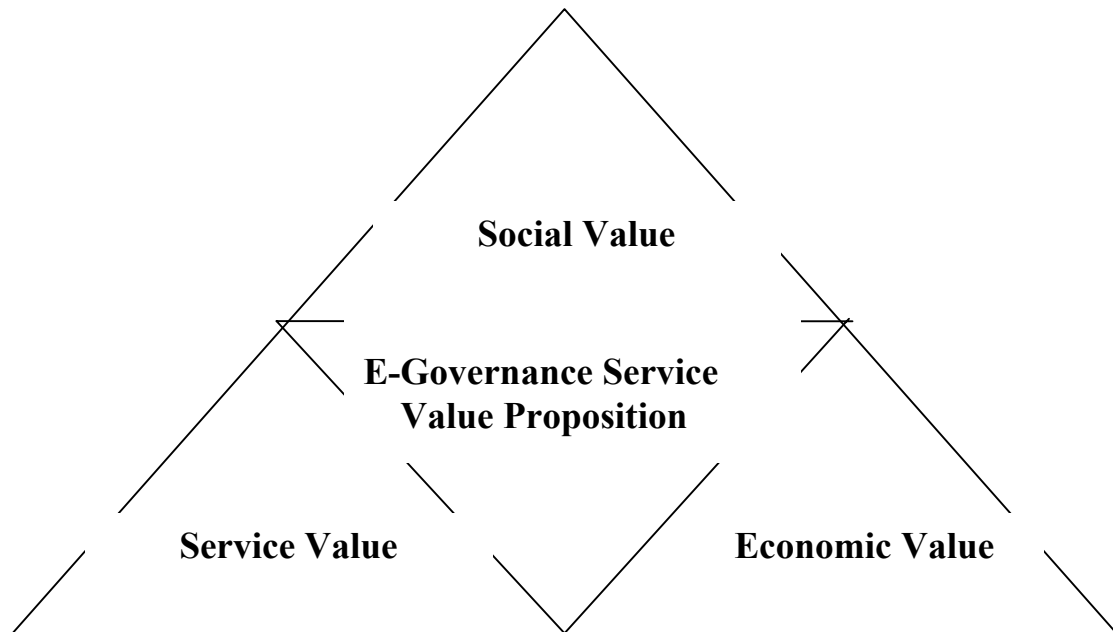 Social Value
E-Governance Service
Value Proposition
Service Value
Economic Value